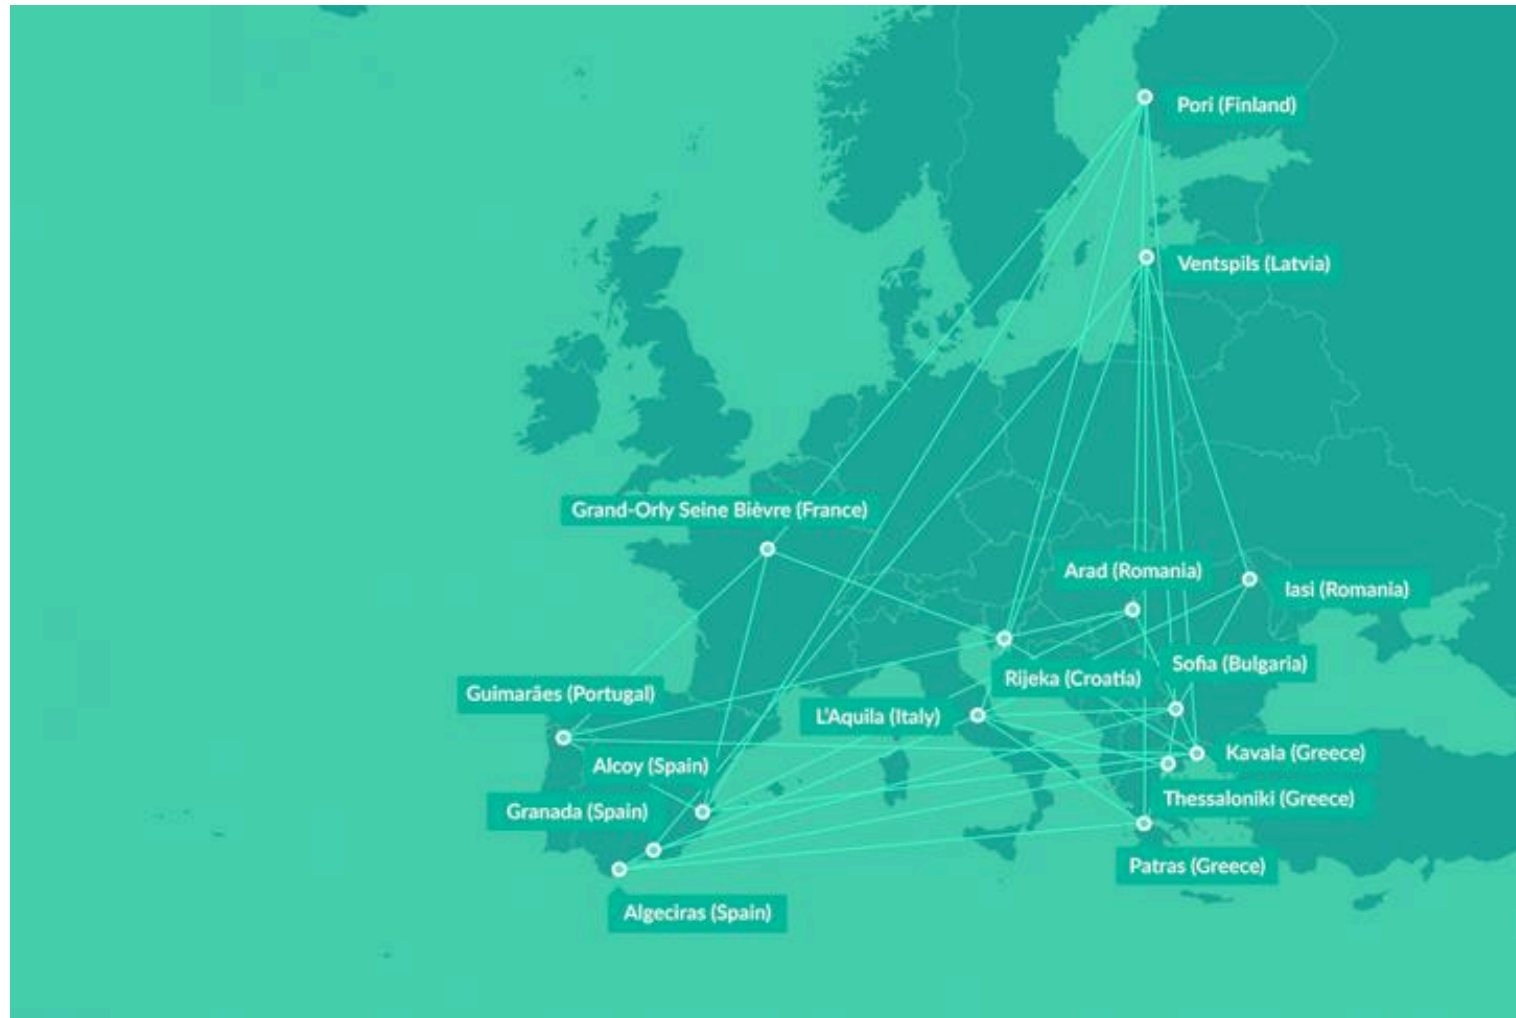 Pori (Finland)
Ventspils (Latvia)
Grand-Orly Seine Bièvre (France)
Arad (Romania)
Iasi (Romania)
Sofia (Bulgaria)
Rijeka (Croatia)
Guimarães (Portugal)
L'Aquila (Italy)
Kavala (Greece)
Alcoy (Spain)
Thessaloniki (Greece)
Granada (Spain)
Patras (Greece)
Algeciras (Spain)